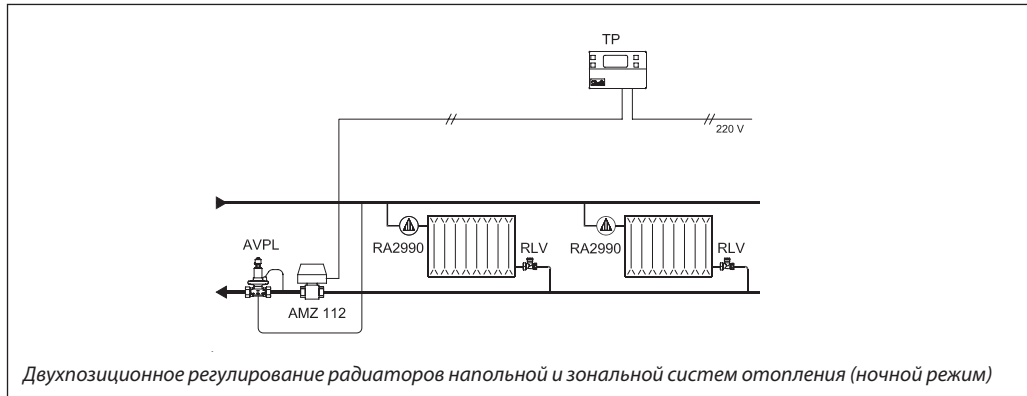 TP
220 V
AVPL
RA2990
RLV
RA2990
RLV
AMZ 112
Двухпозиционное регулирование радиаторов напольной и зональной систем отопления (ночной режим)